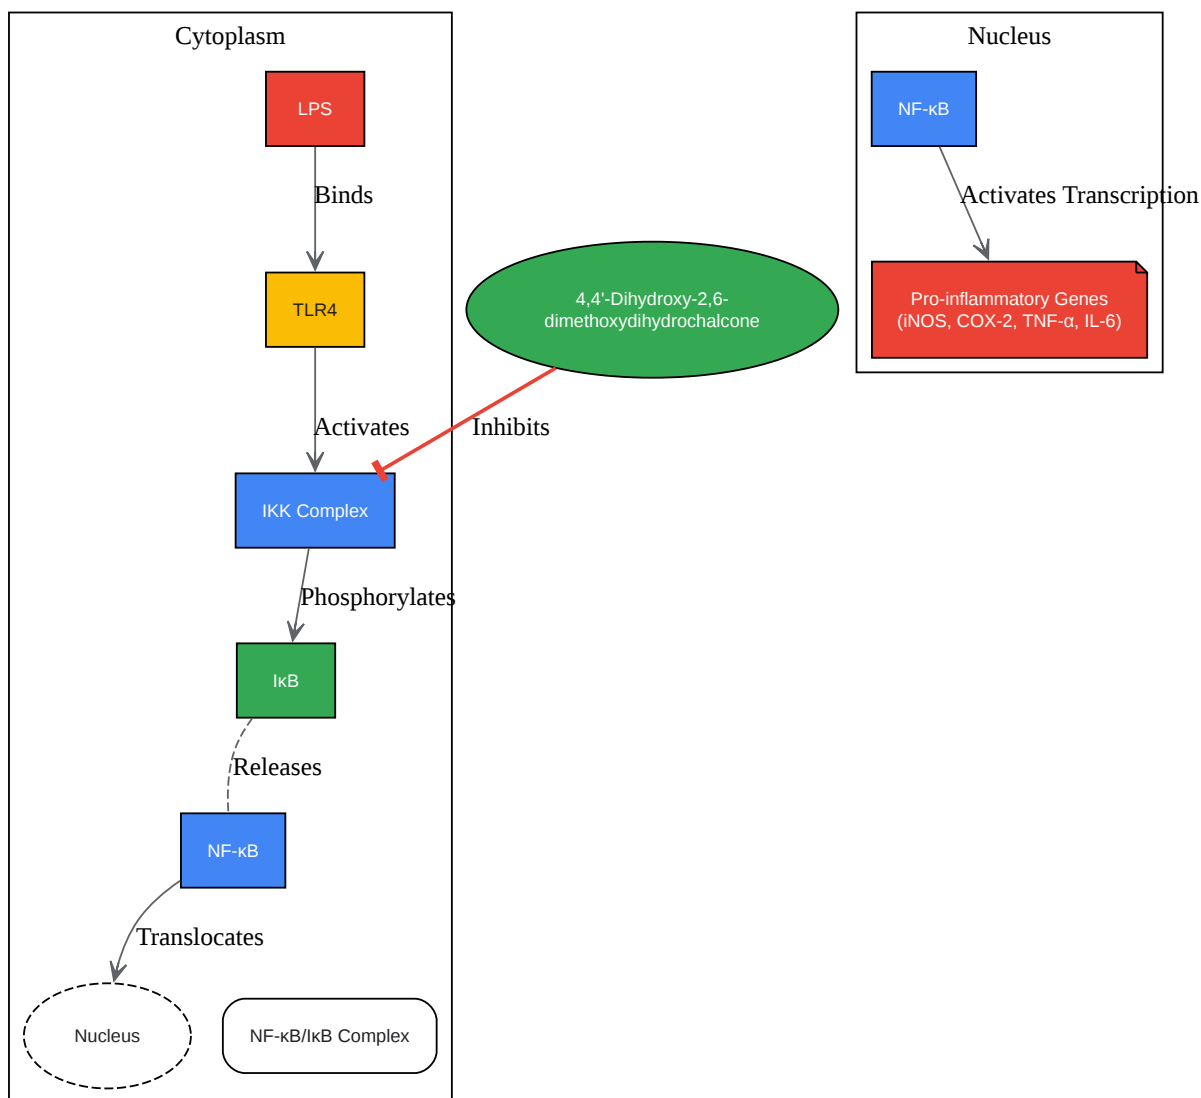 Cytoplasm
LPS
Binds
TLR4
Activates
IKK Complex
Phosphorylates
IκB
Releases
NF-κB
Translocates
Nucleus
NF-κB/IκB Complex
4,4'-Dihydroxy-2,6-
dimethoxydihydrochalcone
Inhibits
Nucleus
NF-κB
Activates Transcription
Pro-inflammatory Genes
(iNOS, COX-2, TNF-α, IL-6)